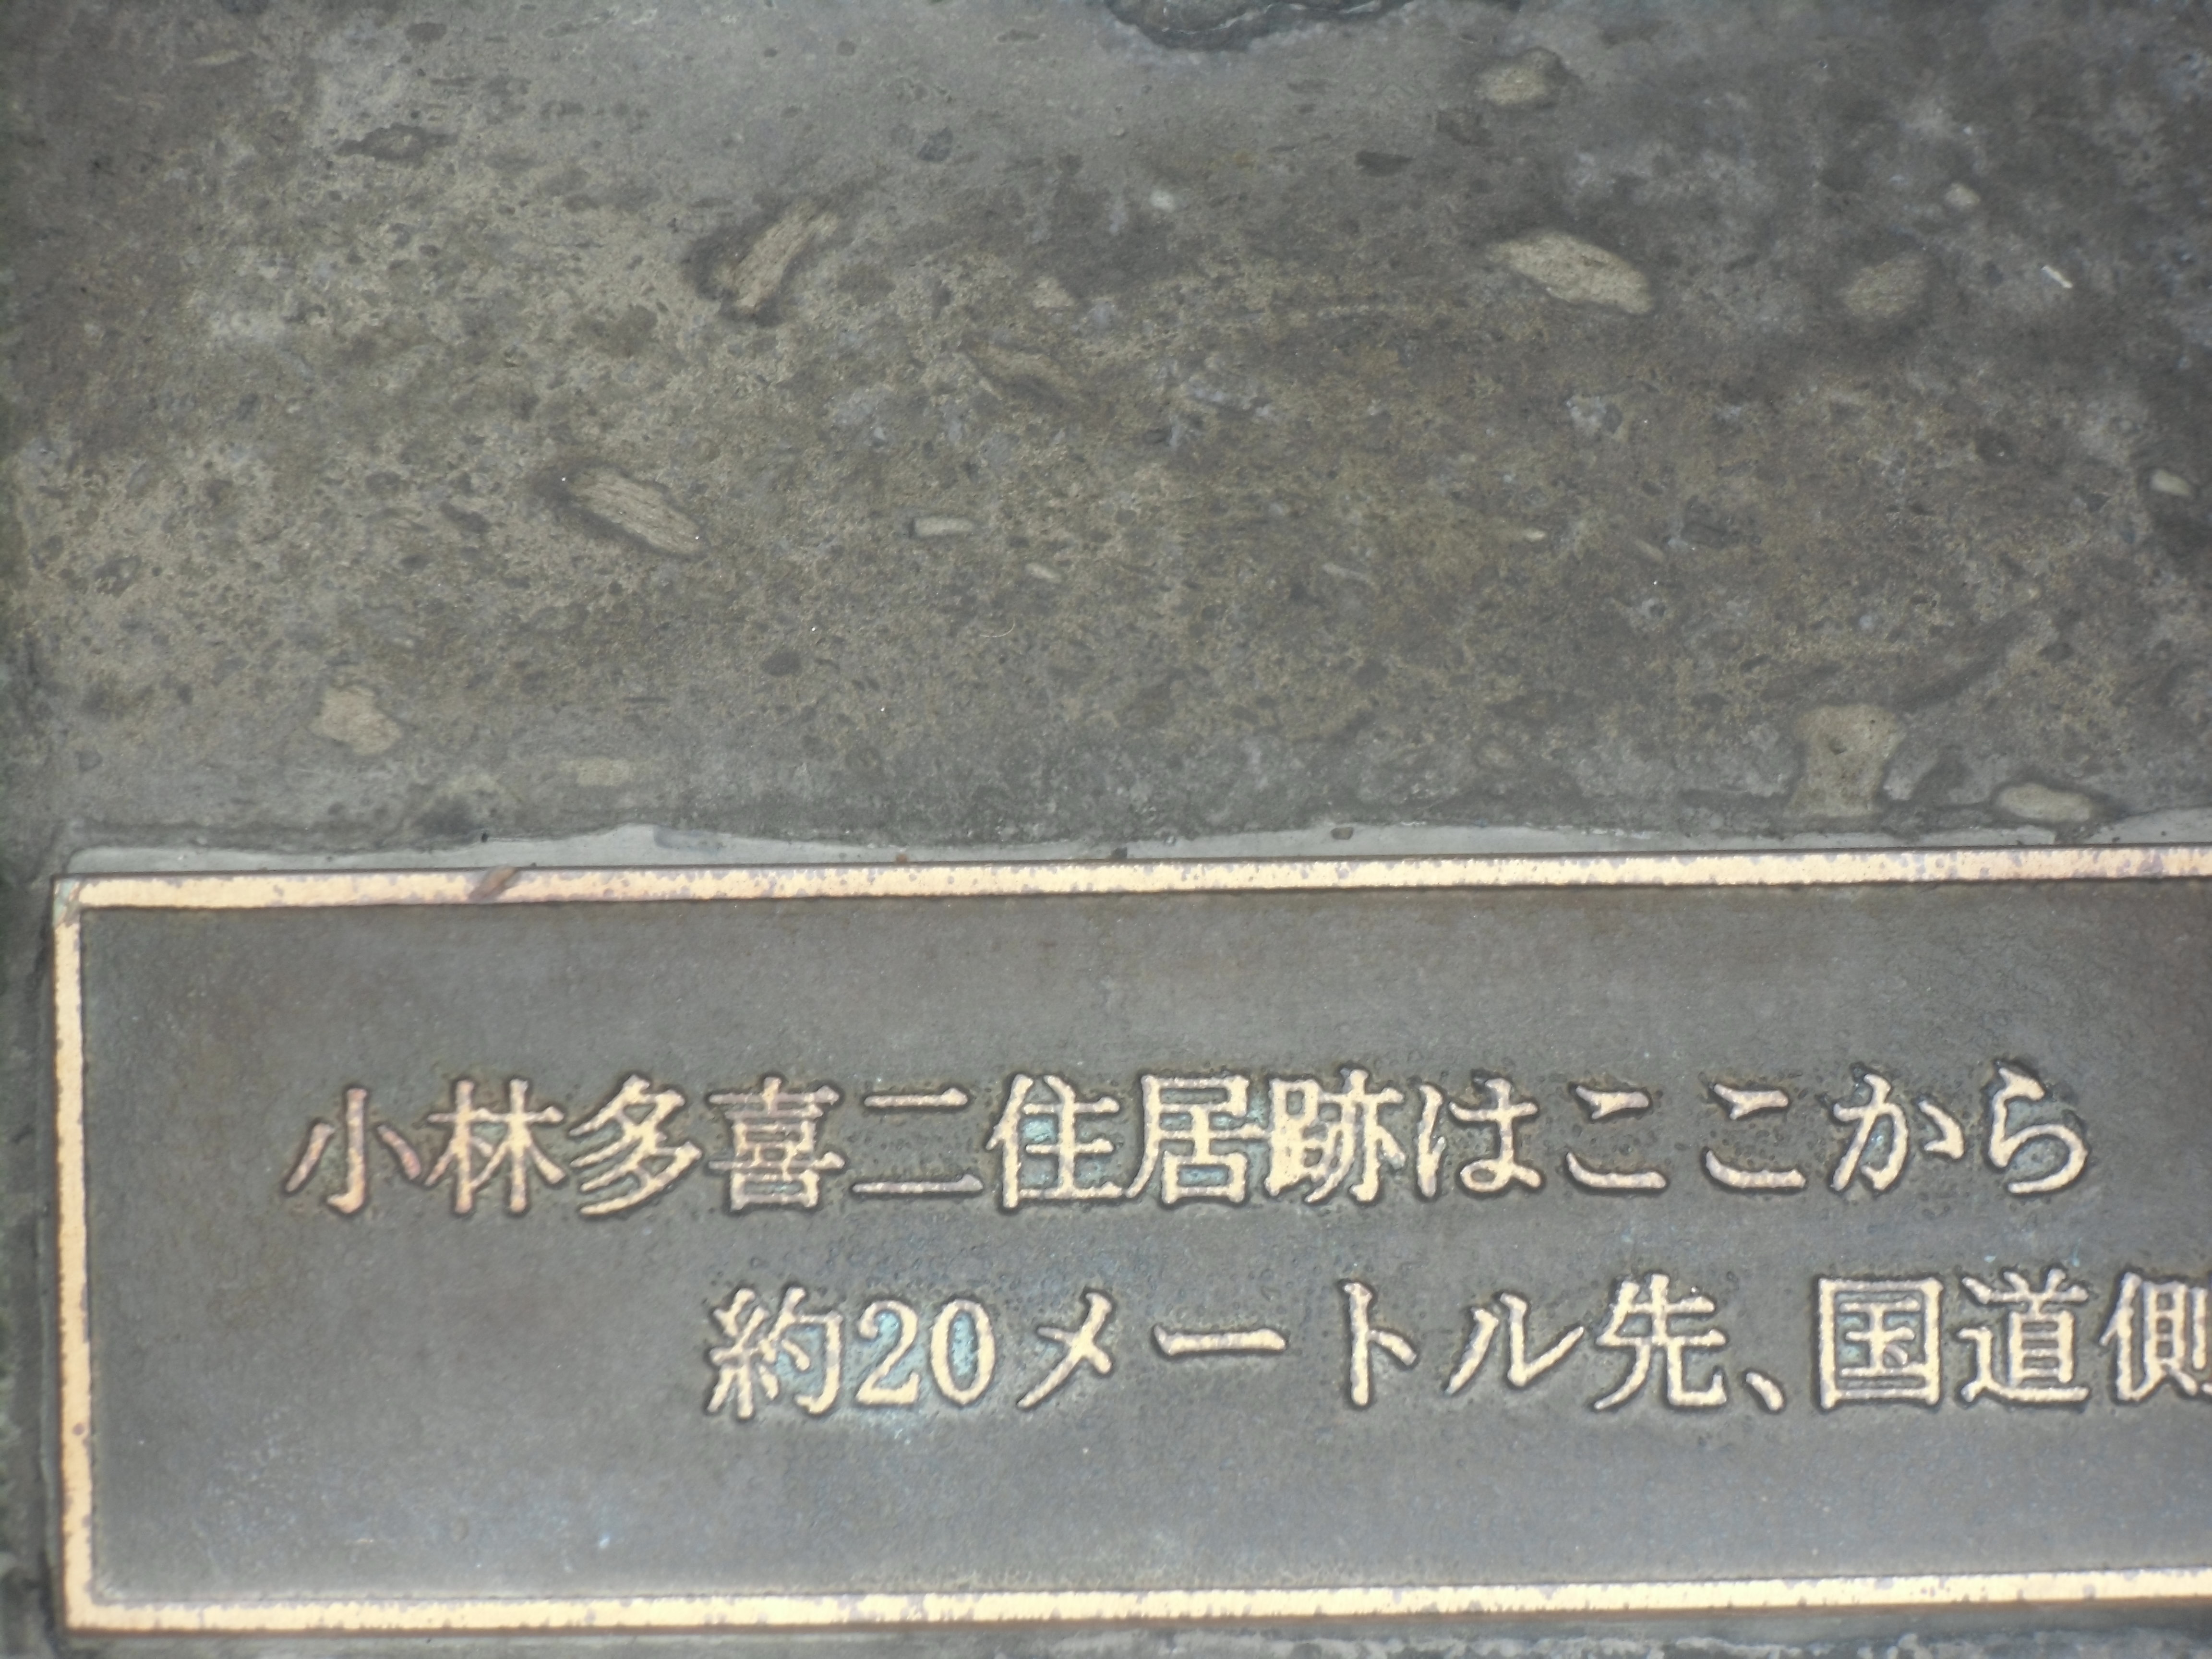 小林多喜二住居跡はここから
約20メートル先、国道側